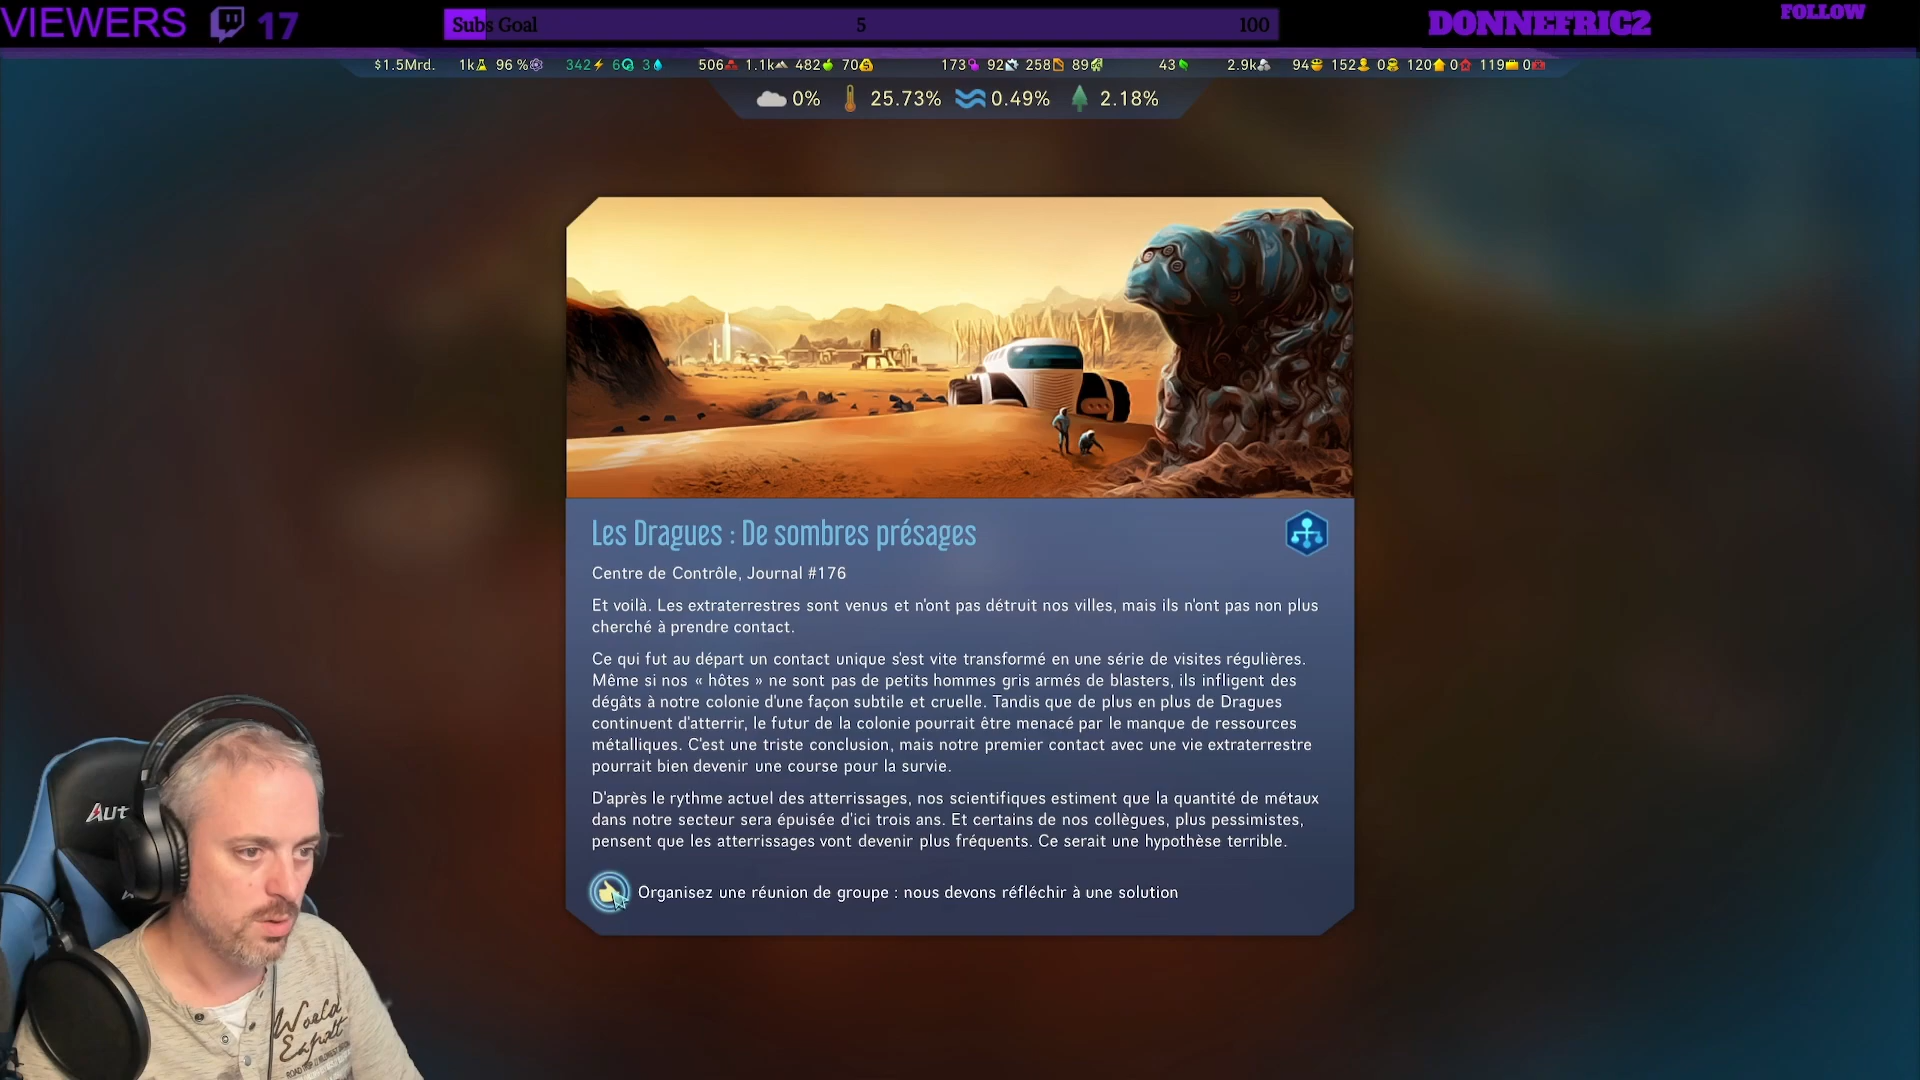 VIEWERS 17
Subs Goal 5 100
DONNEFRIC2
FOLLOW
$1.5Mrd. 1k 96 % 342 6 3 506 1.1k 482 70 173 92 258 89 43 2.9k 94 152 0 120 0 119 0
0% 25.73% 0.49% 2.18%
Les Dragues : De sombres présages
Centre de Contrôle, Journal #176
Et voilà. Les extraterrestres sont venus et n'ont pas détruit nos villes, mais ils n'ont pas non plus
cherché à prendre contact.
Ce qui fut au départ un contact unique s'est vite transformé en une série de visites régulières.
Même si nos « hôtes » ne sont pas de petits hommes gris armés de blasters, ils infligent des
dégâts à notre colonie d'une façon subtile et cruelle. Tandis que de plus en plus de Dragues
continuent d'atterrir, le futur de la colonie pourrait être menacé par le manque de ressources
métalliques. C'est une triste conclusion, mais notre premier contact avec une vie extraterrestre
pourrait bien devenir une course pour la survie.
D'après le rythme actuel des atterrissages, nos scientifiques estiment que la quantité de métaux
dans notre secteur sera épuisée d'ici trois ans. Et certains de nos collègues, plus pessimistes,
pensent que les atterrissages vont devenir plus fréquents. Ce serait une hypothèse terrible.
Organisez une réunion de groupe : nous devons réfléchir à une solution
AUT
World
Expert